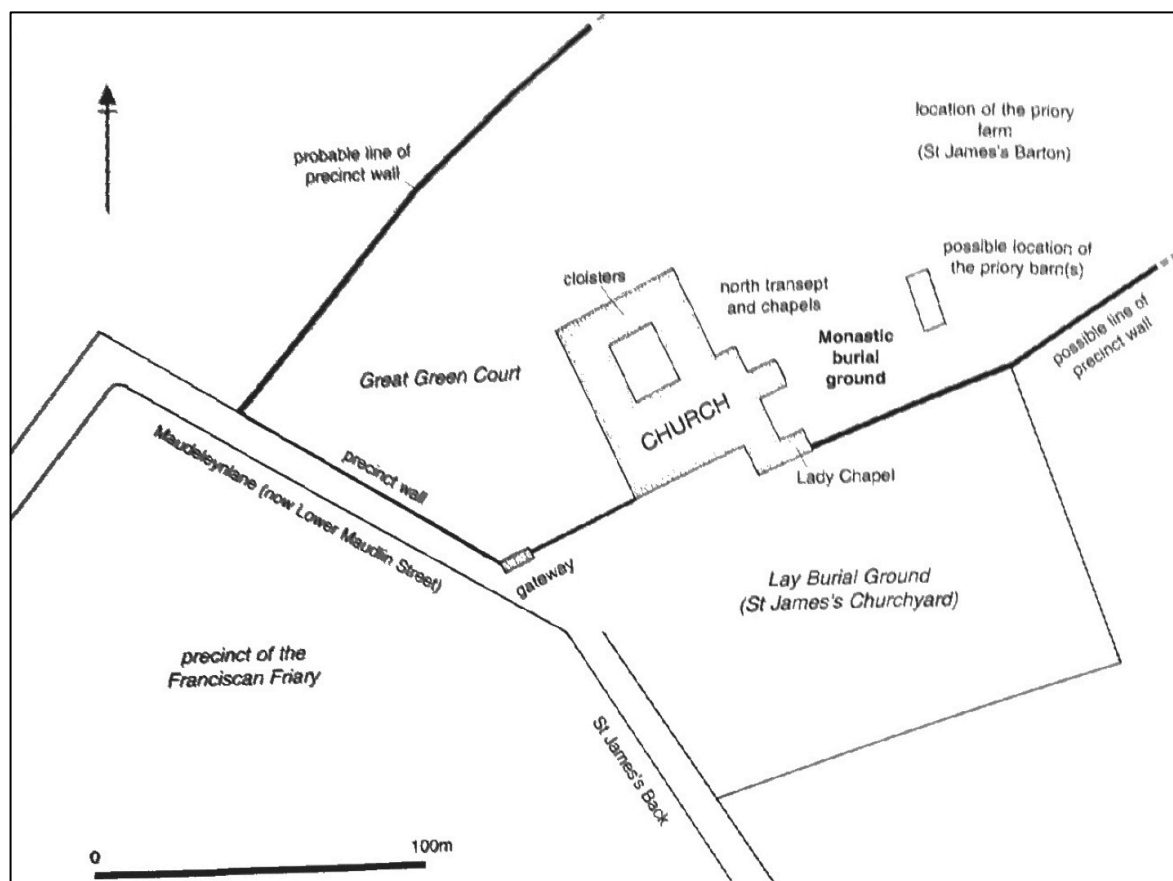 probable line of
precinct wall
location of the priory
farm
(St James's Barton)
possible location of
the priory barn(s)
cloisters
north transept
and chapels
Monastic
burial
ground
possible line of
precinct wall
Great Green Court
CHURCH
Lady Chapel
precinct wall
Maudeleynlane (now Lower Maudlin Street)
gateway
Lay Burial Ground
(St James's Churchyard)
precinct of the
Franciscan Friary
St James's Back
0
100m